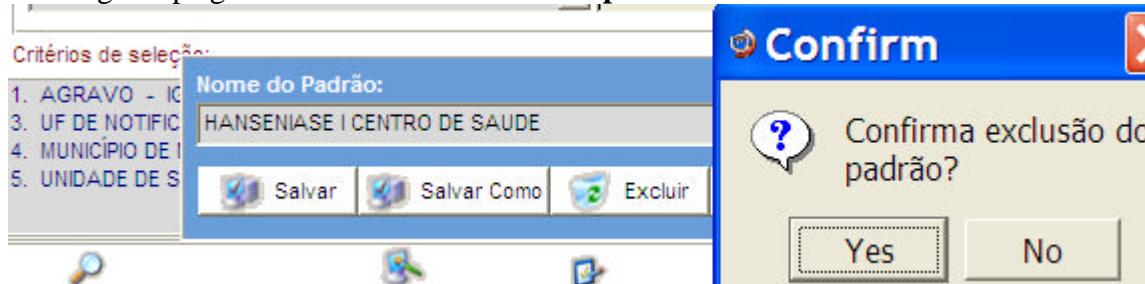 Critérios de seleção:
1. AGRAVO - IG
3. UF DE NOTIFIC
4. MUNICÍPIO DE
5. UNIDADE DE S
Nome do Padrão:
HANSENIASE I CENTRO DE SAUDE
Salvar
Salvar Como
Excluir
Confirm
Confirma exclusão do
padrão?
Yes
No